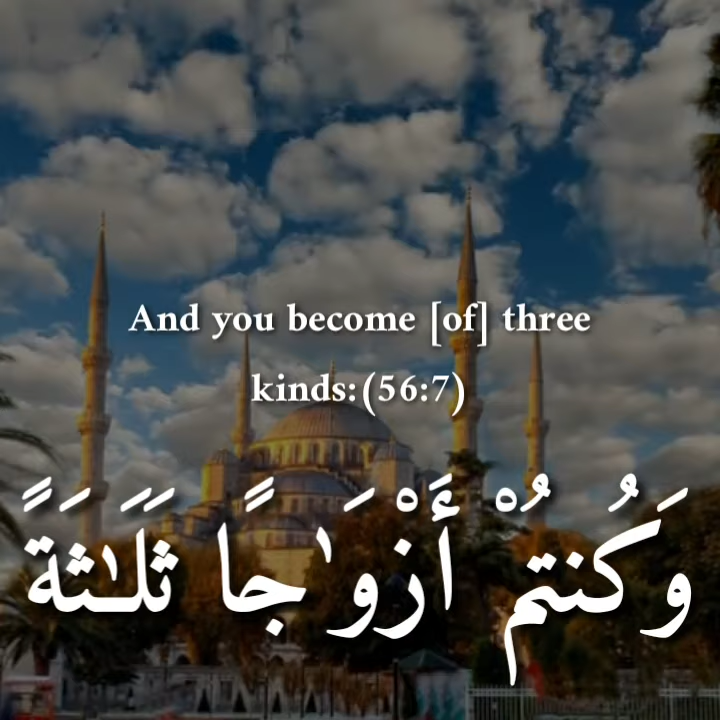 And you become [of] three
kinds:(56:7)
وَكُنتُمْ أَزْوَٰجًا ثَلَـٰثَةً